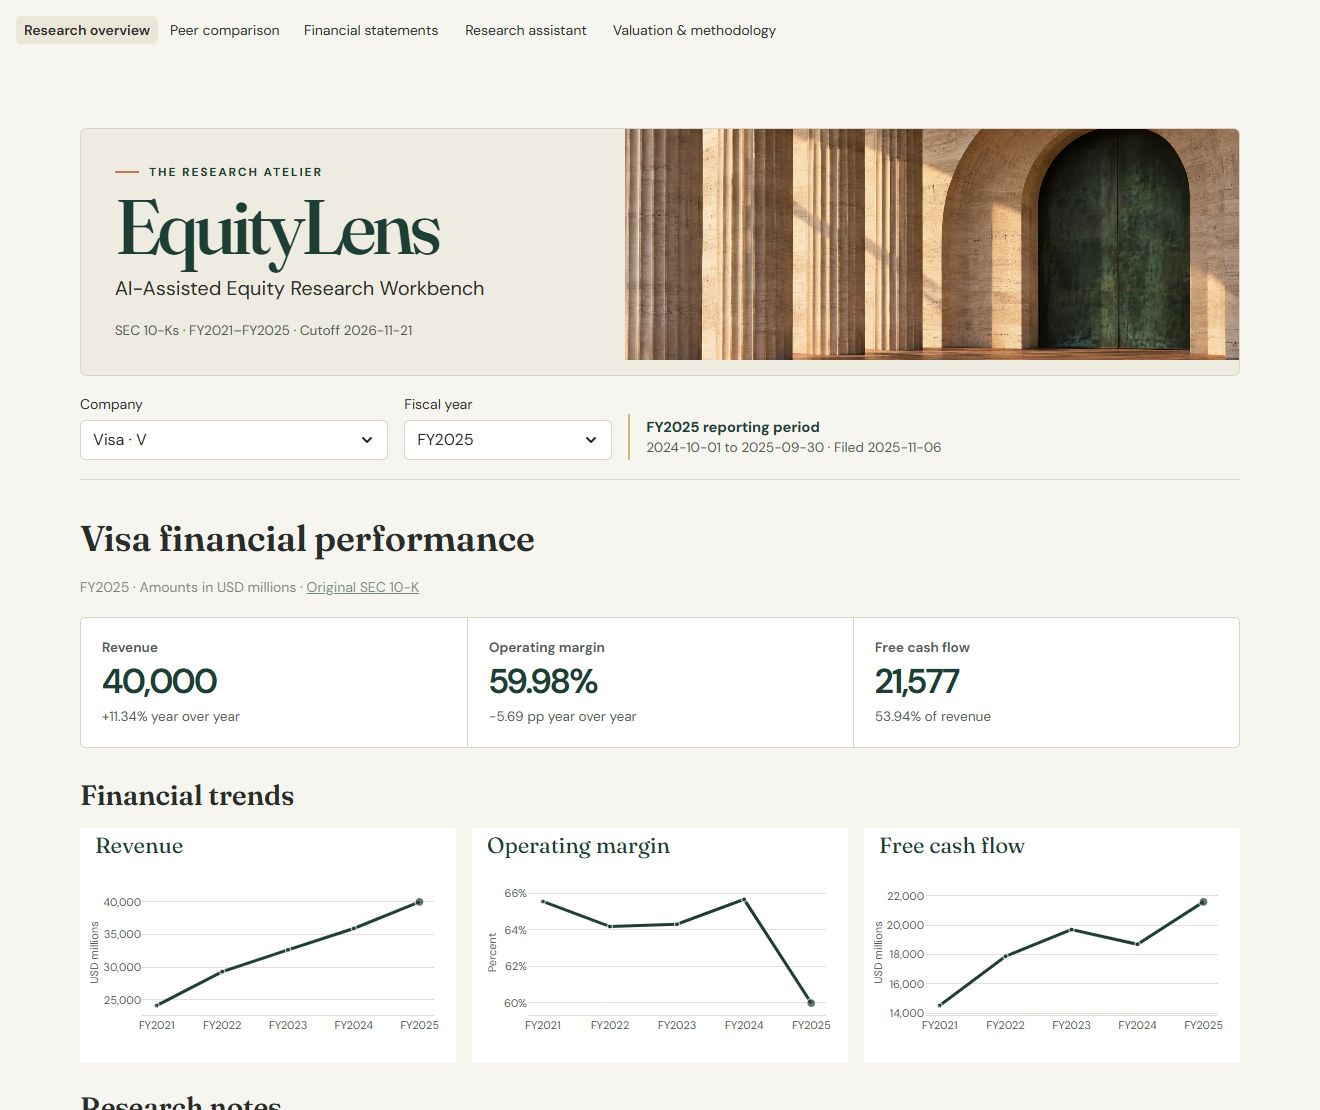 Research overview
Peer comparison
Financial statements
Research assistant
Valuation & methodology
THE RESEARCH ATELIER
EquityLens
AI-Assisted Equity Research Workbench
SEC 10-Ks · FY2021–FY2025 · Cutoff 2026-11-21
Company
Visa · V
Fiscal year
FY2025
FY2025 reporting period
2024-10-01 to 2025-09-30 · Filed 2025-11-06
Visa financial performance
FY2025 · Amounts in USD millions · Original SEC 10-K
Revenue
40,000
+11.34% year over year
Operating margin
59.98%
-5.69 pp year over year
Free cash flow
21,577
53.94% of revenue
Financial trends
Revenue
USD millions
40,000
35,000
30,000
25,000
FY2021
FY2022
FY2023
FY2024
FY2025
Operating margin
Percent
66%
64%
62%
60%
FY2021
FY2022
FY2023
FY2024
FY2025
Free cash flow
USD millions
22,000
20,000
18,000
16,000
14,000
FY2021
FY2022
FY2023
FY2024
FY2025
Research notes